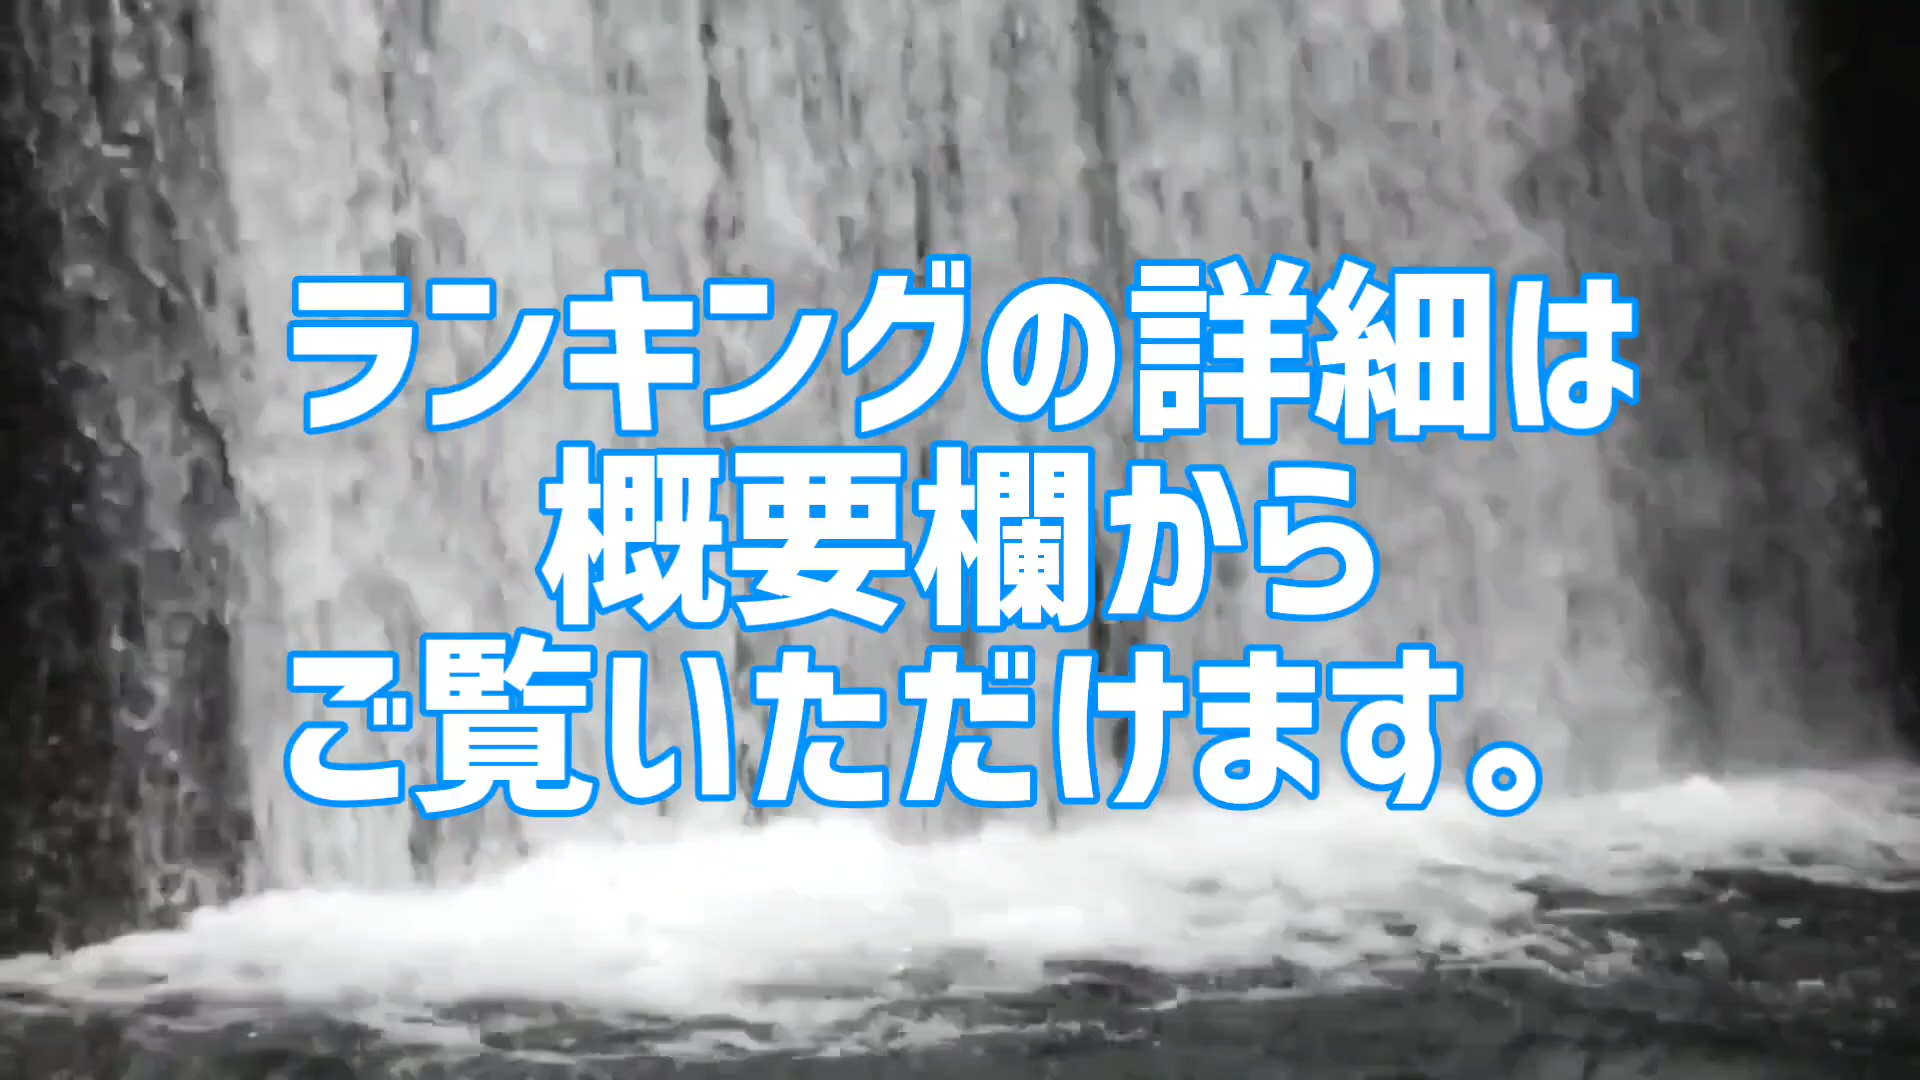 ランキングの詳細は
概要欄から
ご覧いただけます。